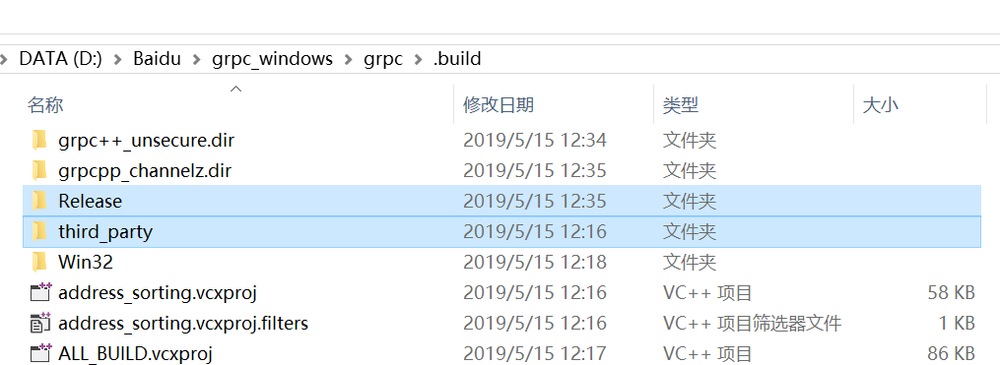 DATA (D:) > Baidu > grpc_windows > grpc > .build
名称 修改日期 类型 大小
grpc++_unsecure.dir 2019/5/15 12:34 文件夹
grpcpp_channelz.dir 2019/5/15 12:35 文件夹
Release 2019/5/15 12:35 文件夹
third_party 2019/5/15 12:16 文件夹
Win32 2019/5/15 12:18 文件夹
address_sorting.vcxproj 2019/5/15 12:16 VC++ 项目 58 KB
address_sorting.vcxproj.filters 2019/5/15 12:16 VC++ 项目筛选器文件 1 KB
ALL_BUILD.vcxproj 2019/5/15 12:17 VC++ 项目 86 KB